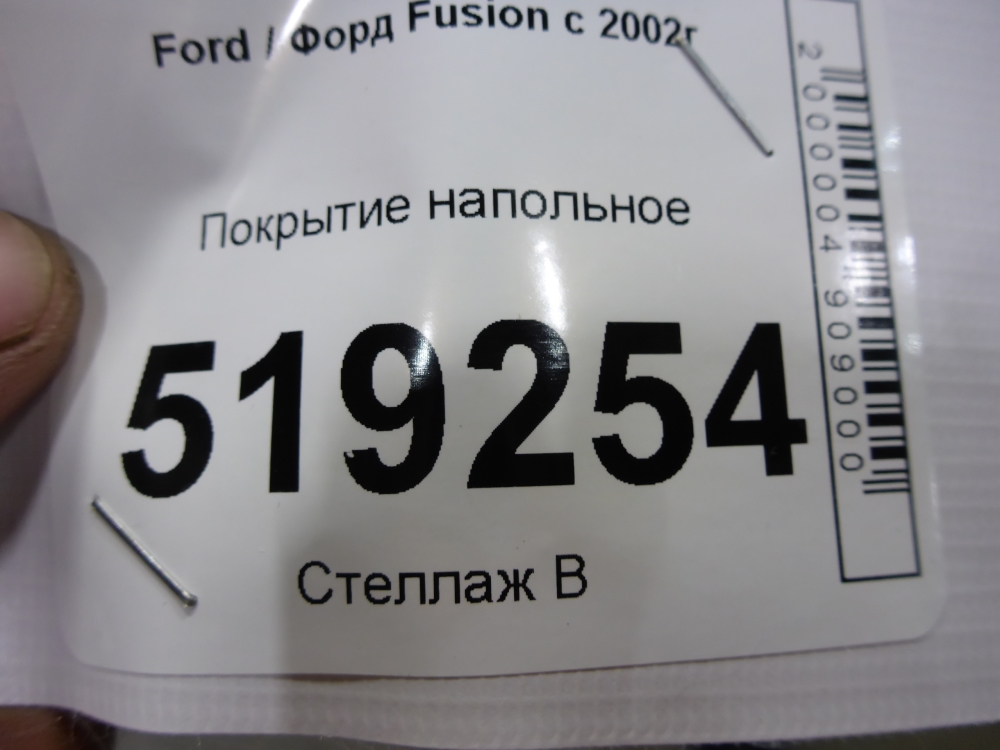 Ford / Форд Fusion с 2002г
Покрытие напольное
519254
Стеллаж В
2000004909000